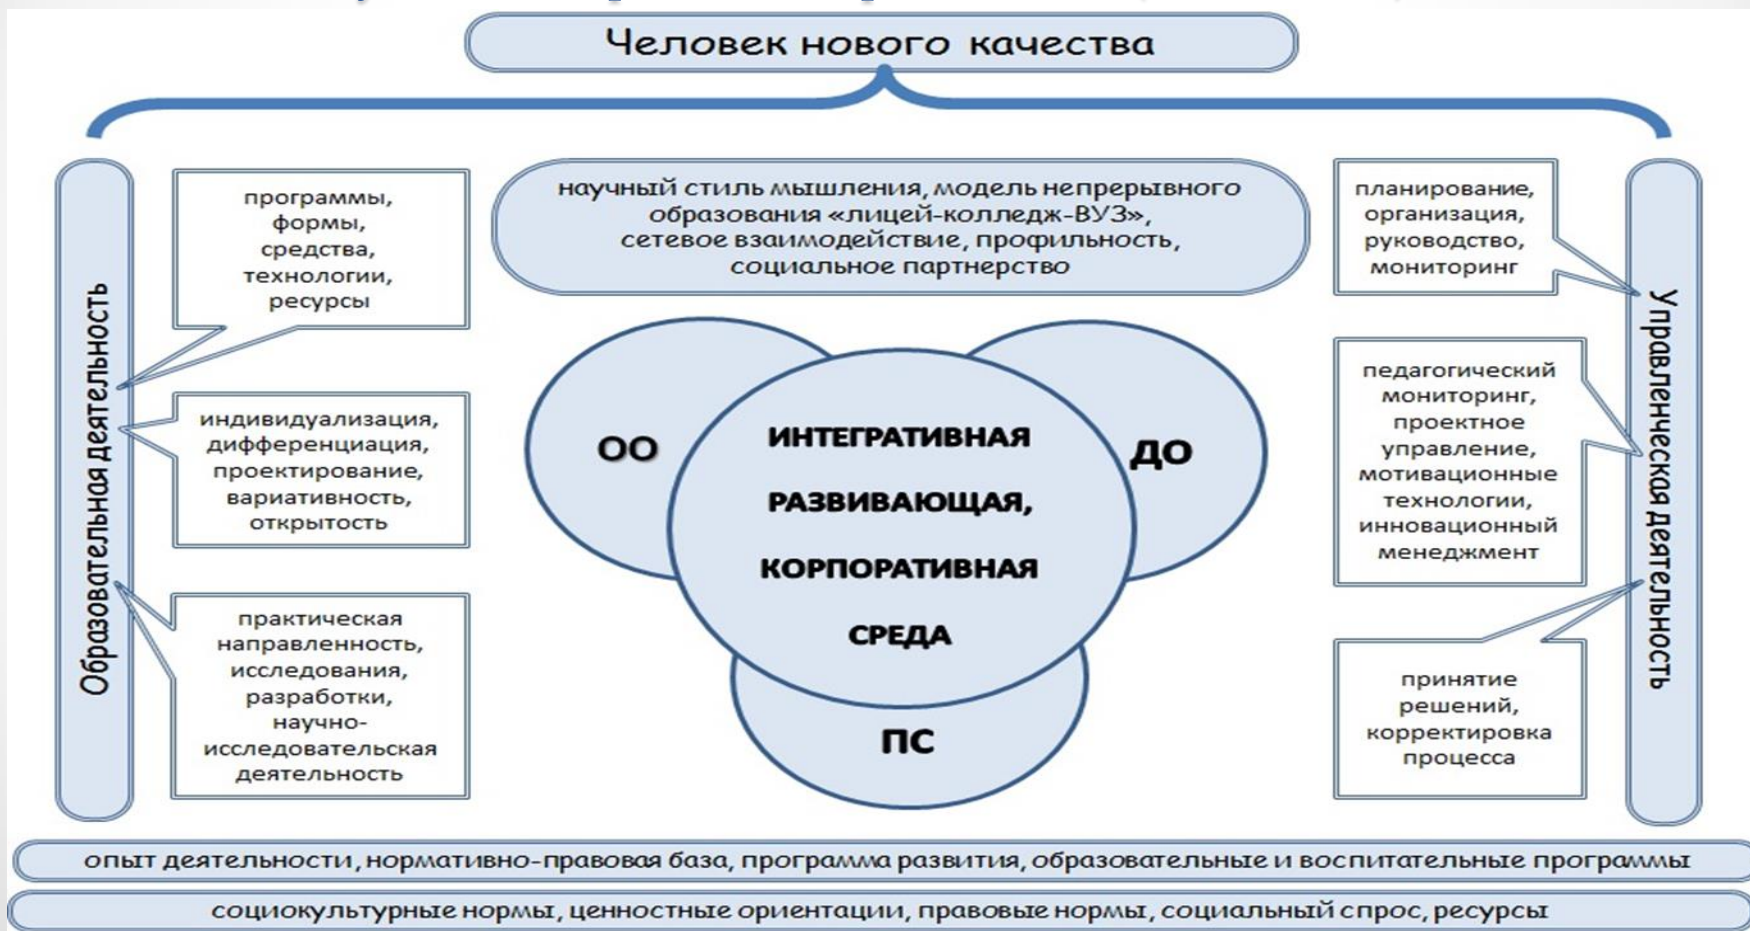 Человек нового качества
научный стиль мышления, модель непрерывного
образования «лицей-колледж-ВУЗ»,
сетевое взаимодействие, профильность,
социальное партнерство
Образовательная деятельность
программы,
формы,
средства,
технологии,
ресурсы
индивидуализация,
дифференциация,
проектирование,
вариативность,
открытость
практическая
направленность,
исследования,
разработки,
научно-
исследовательская
деятельность
ОО
ИНТЕГРАТИВНАЯ
РАЗВИВАЮЩАЯ,
КОРПОРАТИВНАЯ
СРЕДА
ДО
ПС
планирование,
организация,
руководство,
мониторинг
педагогический
мониторинг,
проектное
управление,
мотивационные
технологии,
инновационный
менеджмент
принятие
решений,
корректировка
процесса
Управленческая деятельность
опыт деятельности, нормативно-правовая база, программа развития, образовательные и воспитательные программы
социокультурные нормы, ценностные ориентации, правовые нормы, социальный спрос, ресурсы